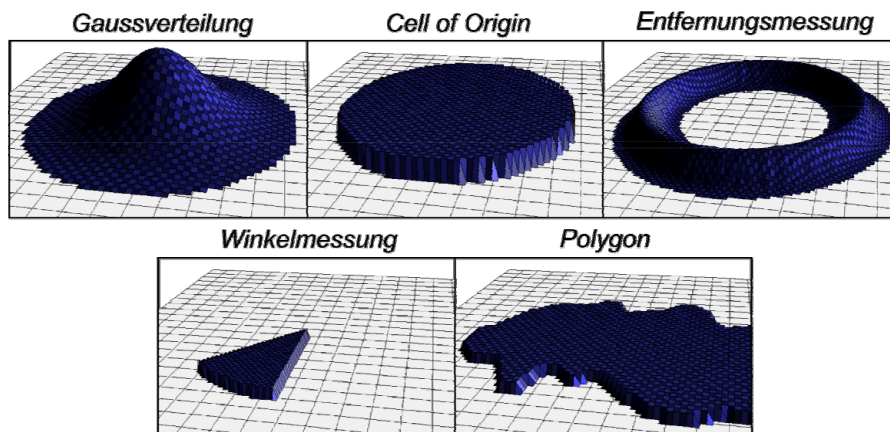 Gaussverteilung
Cell of Origin
Entfernungsmessung
Winkelmessung
Polygon